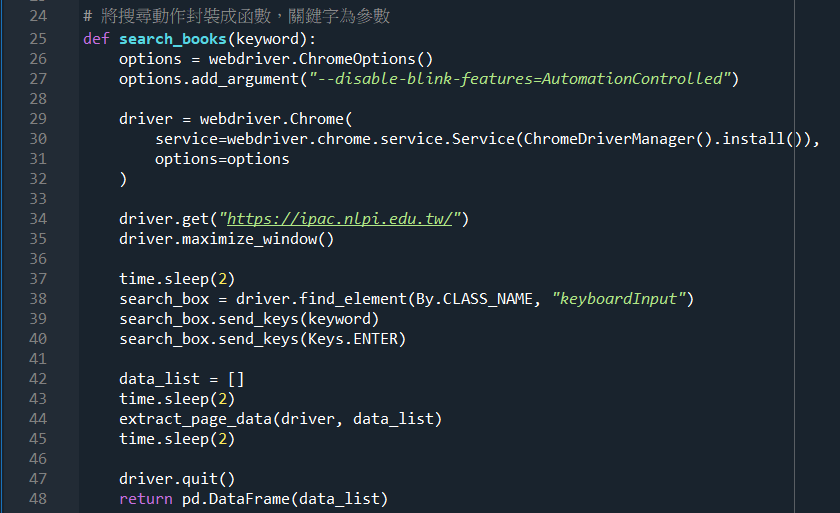 24 # 將搜尋動作封裝成函數，關鍵字為參數
25 def search_books(keyword):
26     options = webdriver.ChromeOptions()
27     options.add_argument("--disable-blink-features=AutomationControlled")
28
29     driver = webdriver.Chrome(
30         service=webdriver.chrome.service.Service(ChromeDriverManager().install()),
31         options=options
32     )
33
34     driver.get("https://ipac.nlpi.edu.tw/")
35     driver.maximize_window()
36
37     time.sleep(2)
38     search_box = driver.find_element(By.CLASS_NAME, "keyboardInput")
39     search_box.send_keys(keyword)
40     search_box.send_keys(Keys.ENTER)
41
42     data_list = []
43     time.sleep(2)
44     extract_page_data(driver, data_list)
45     time.sleep(2)
46
47     driver.quit()
48     return pd.DataFrame(data_list)